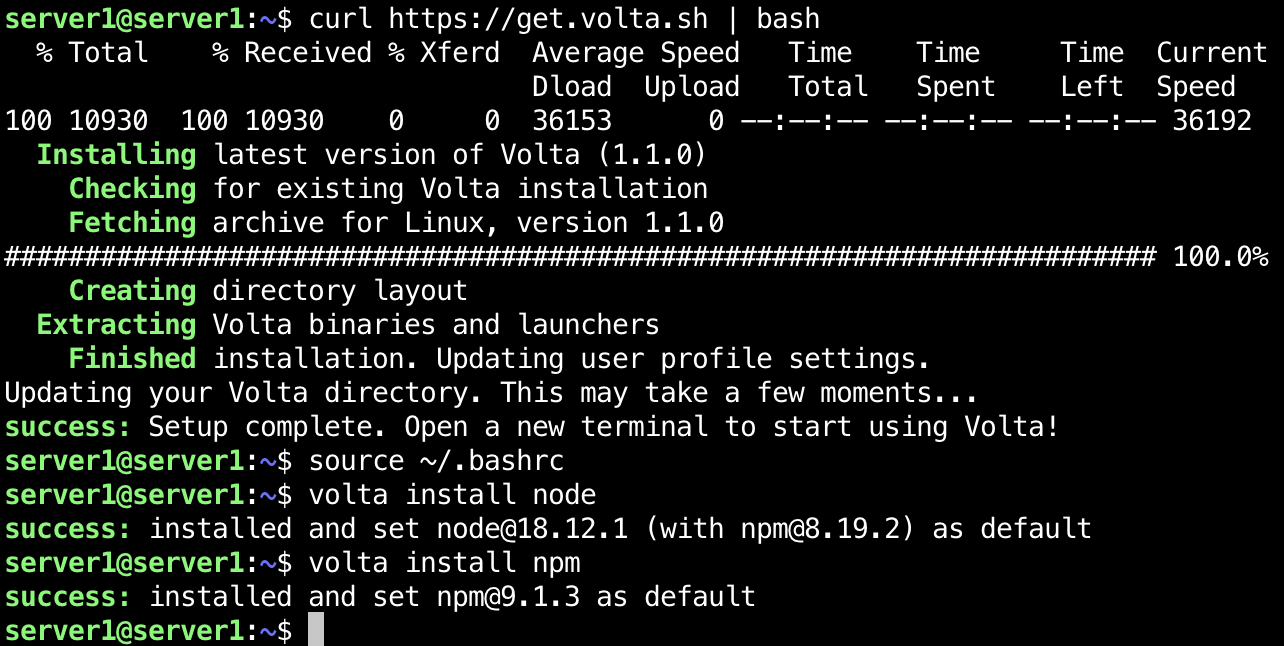 server1@server1:~$ curl https://get.volta.sh | bash
  % Total    % Received % Xferd  Average Speed   Time    Time     Time  Current
                                 Dload  Upload   Total   Spent    Left  Speed
100 10930  100 10930    0     0  36153      0 --:--:-- --:--:-- --:--:-- 36192
  Installing latest version of Volta (1.1.0)
    Checking for existing Volta installation
    Fetching archive for Linux, version 1.1.0
######################################################################## 100.0%
    Creating directory layout
  Extracting Volta binaries and launchers
    Finished installation. Updating user profile settings.
Updating your Volta directory. This may take a few moments...
success: Setup complete. Open a new terminal to start using Volta!
server1@server1:~$ source ~/.bashrc
server1@server1:~$ volta install node
success: installed and set node@18.12.1 (with npm@8.19.2) as default
server1@server1:~$ volta install npm
success: installed and set npm@9.1.3 as default
server1@server1:~$